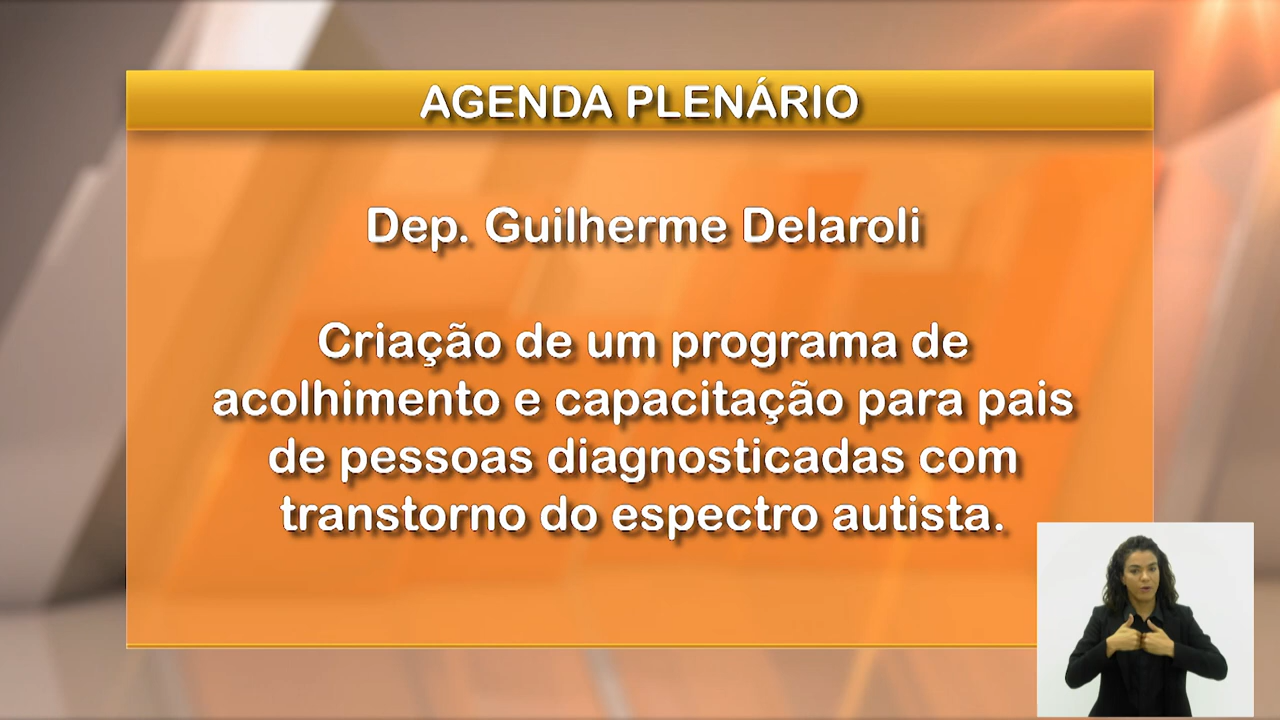 AGENDA PLENÁRIO
Dep. Guilherme Delaroli
Criação de um programa de
acolhimento e capacitação para pais
de pessoas diagnosticadas com
transtorno do espectro autista.